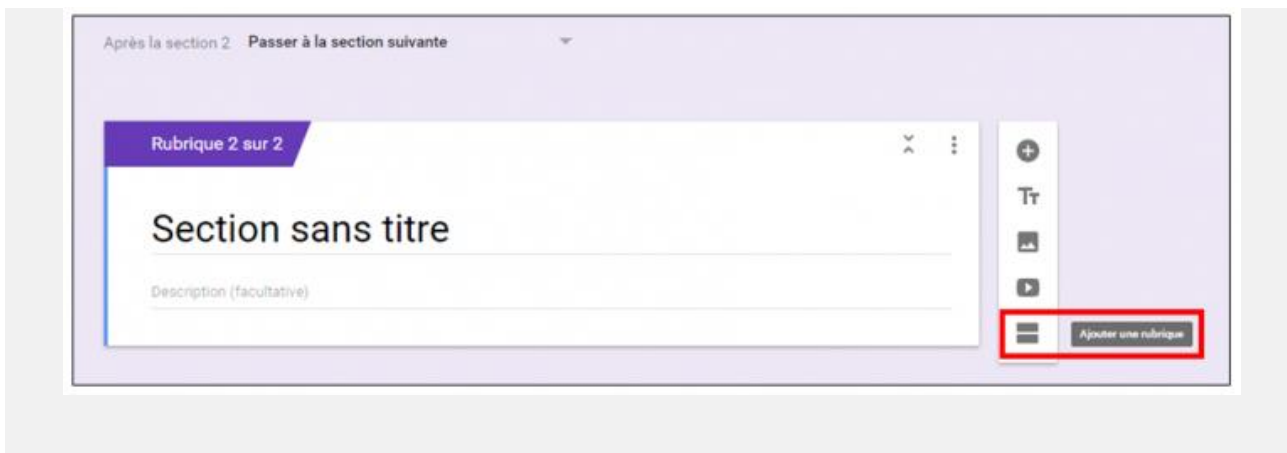 Après la section 2 Passer à la section suivante
Rubrique 2 sur 2
Section sans titre
Description (facultative)
Ajouter une rubrique